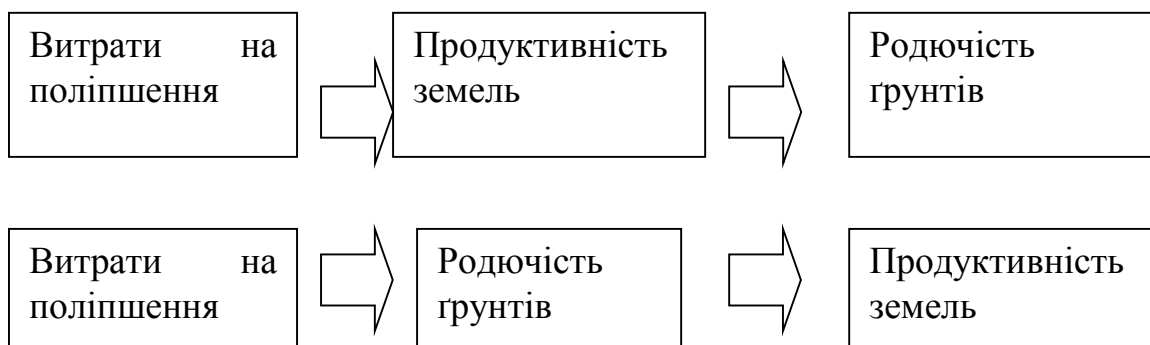 Витрати на
поліпшення
Продуктивність
земель
Родючість
ґрунтів
Витрати на
поліпшення
Родючість
ґрунтів
Продуктивність
земель